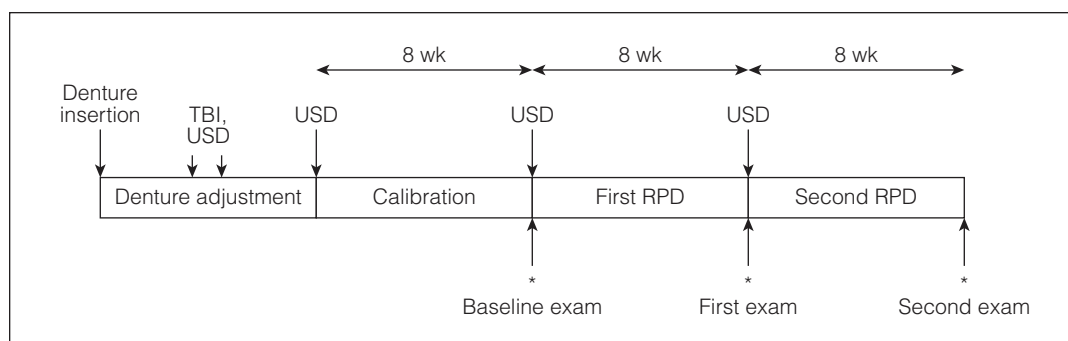 8 wk 8 wk 8 wk
Denture
insertion
TBI,
USD
USD USD USD
Denture adjustment Calibration First RPD Second RPD
* * *
Baseline exam First exam Second exam